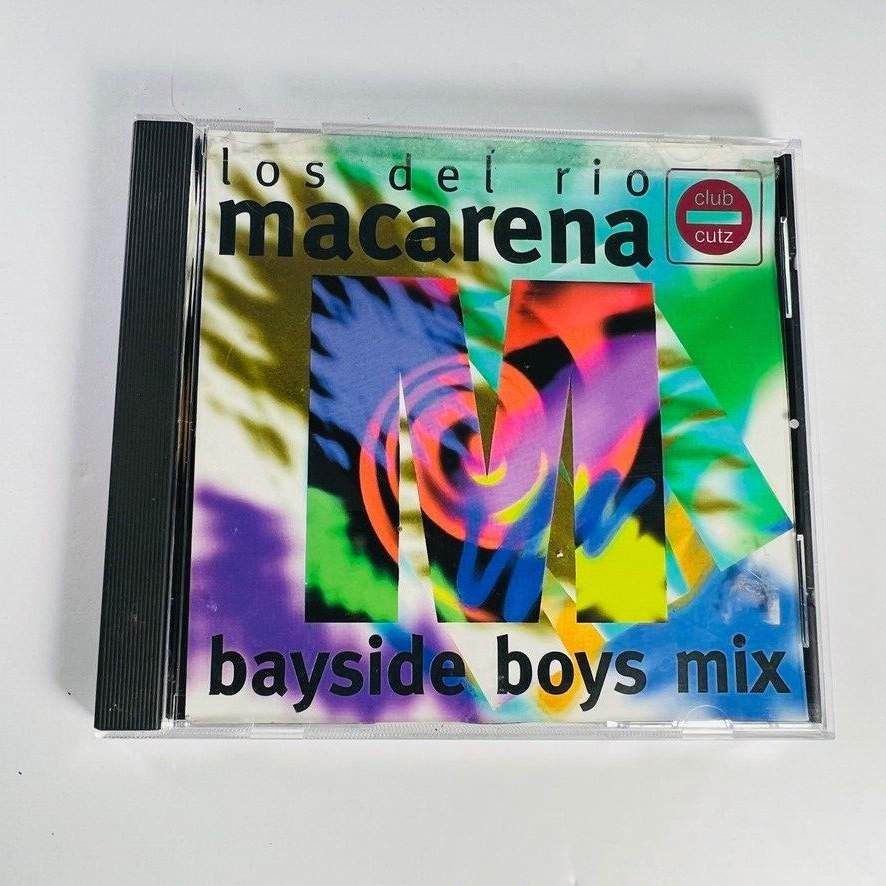 los del rio
macarena
club
cutz
M
bayside boys mix